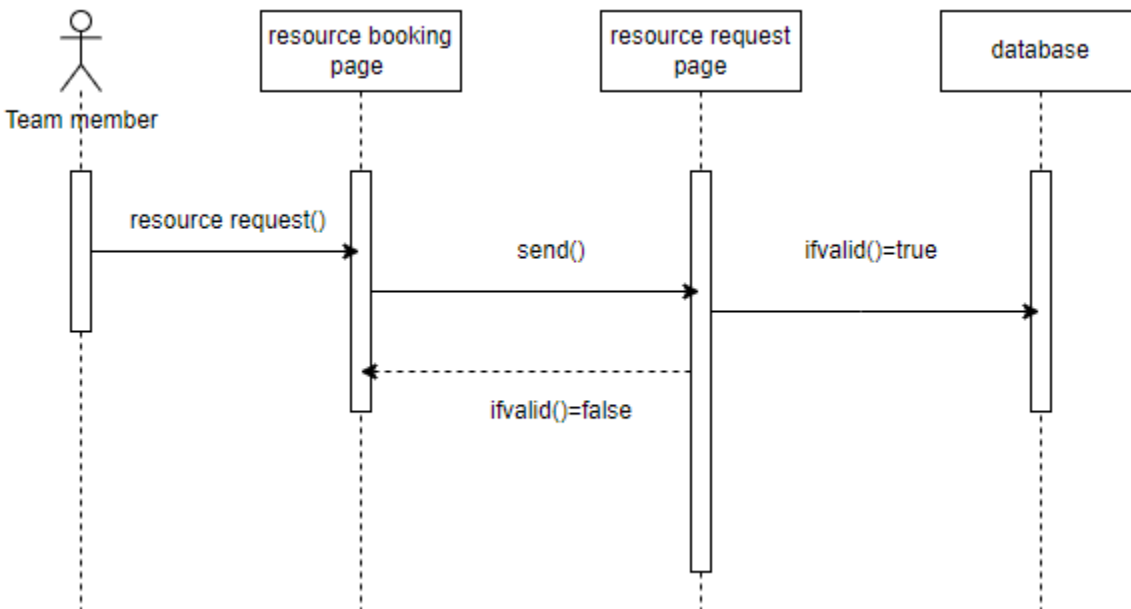 resource booking
page
resource request
page
database
Team member
resource request()
send()
ifvalid()=true
ifvalid()=false